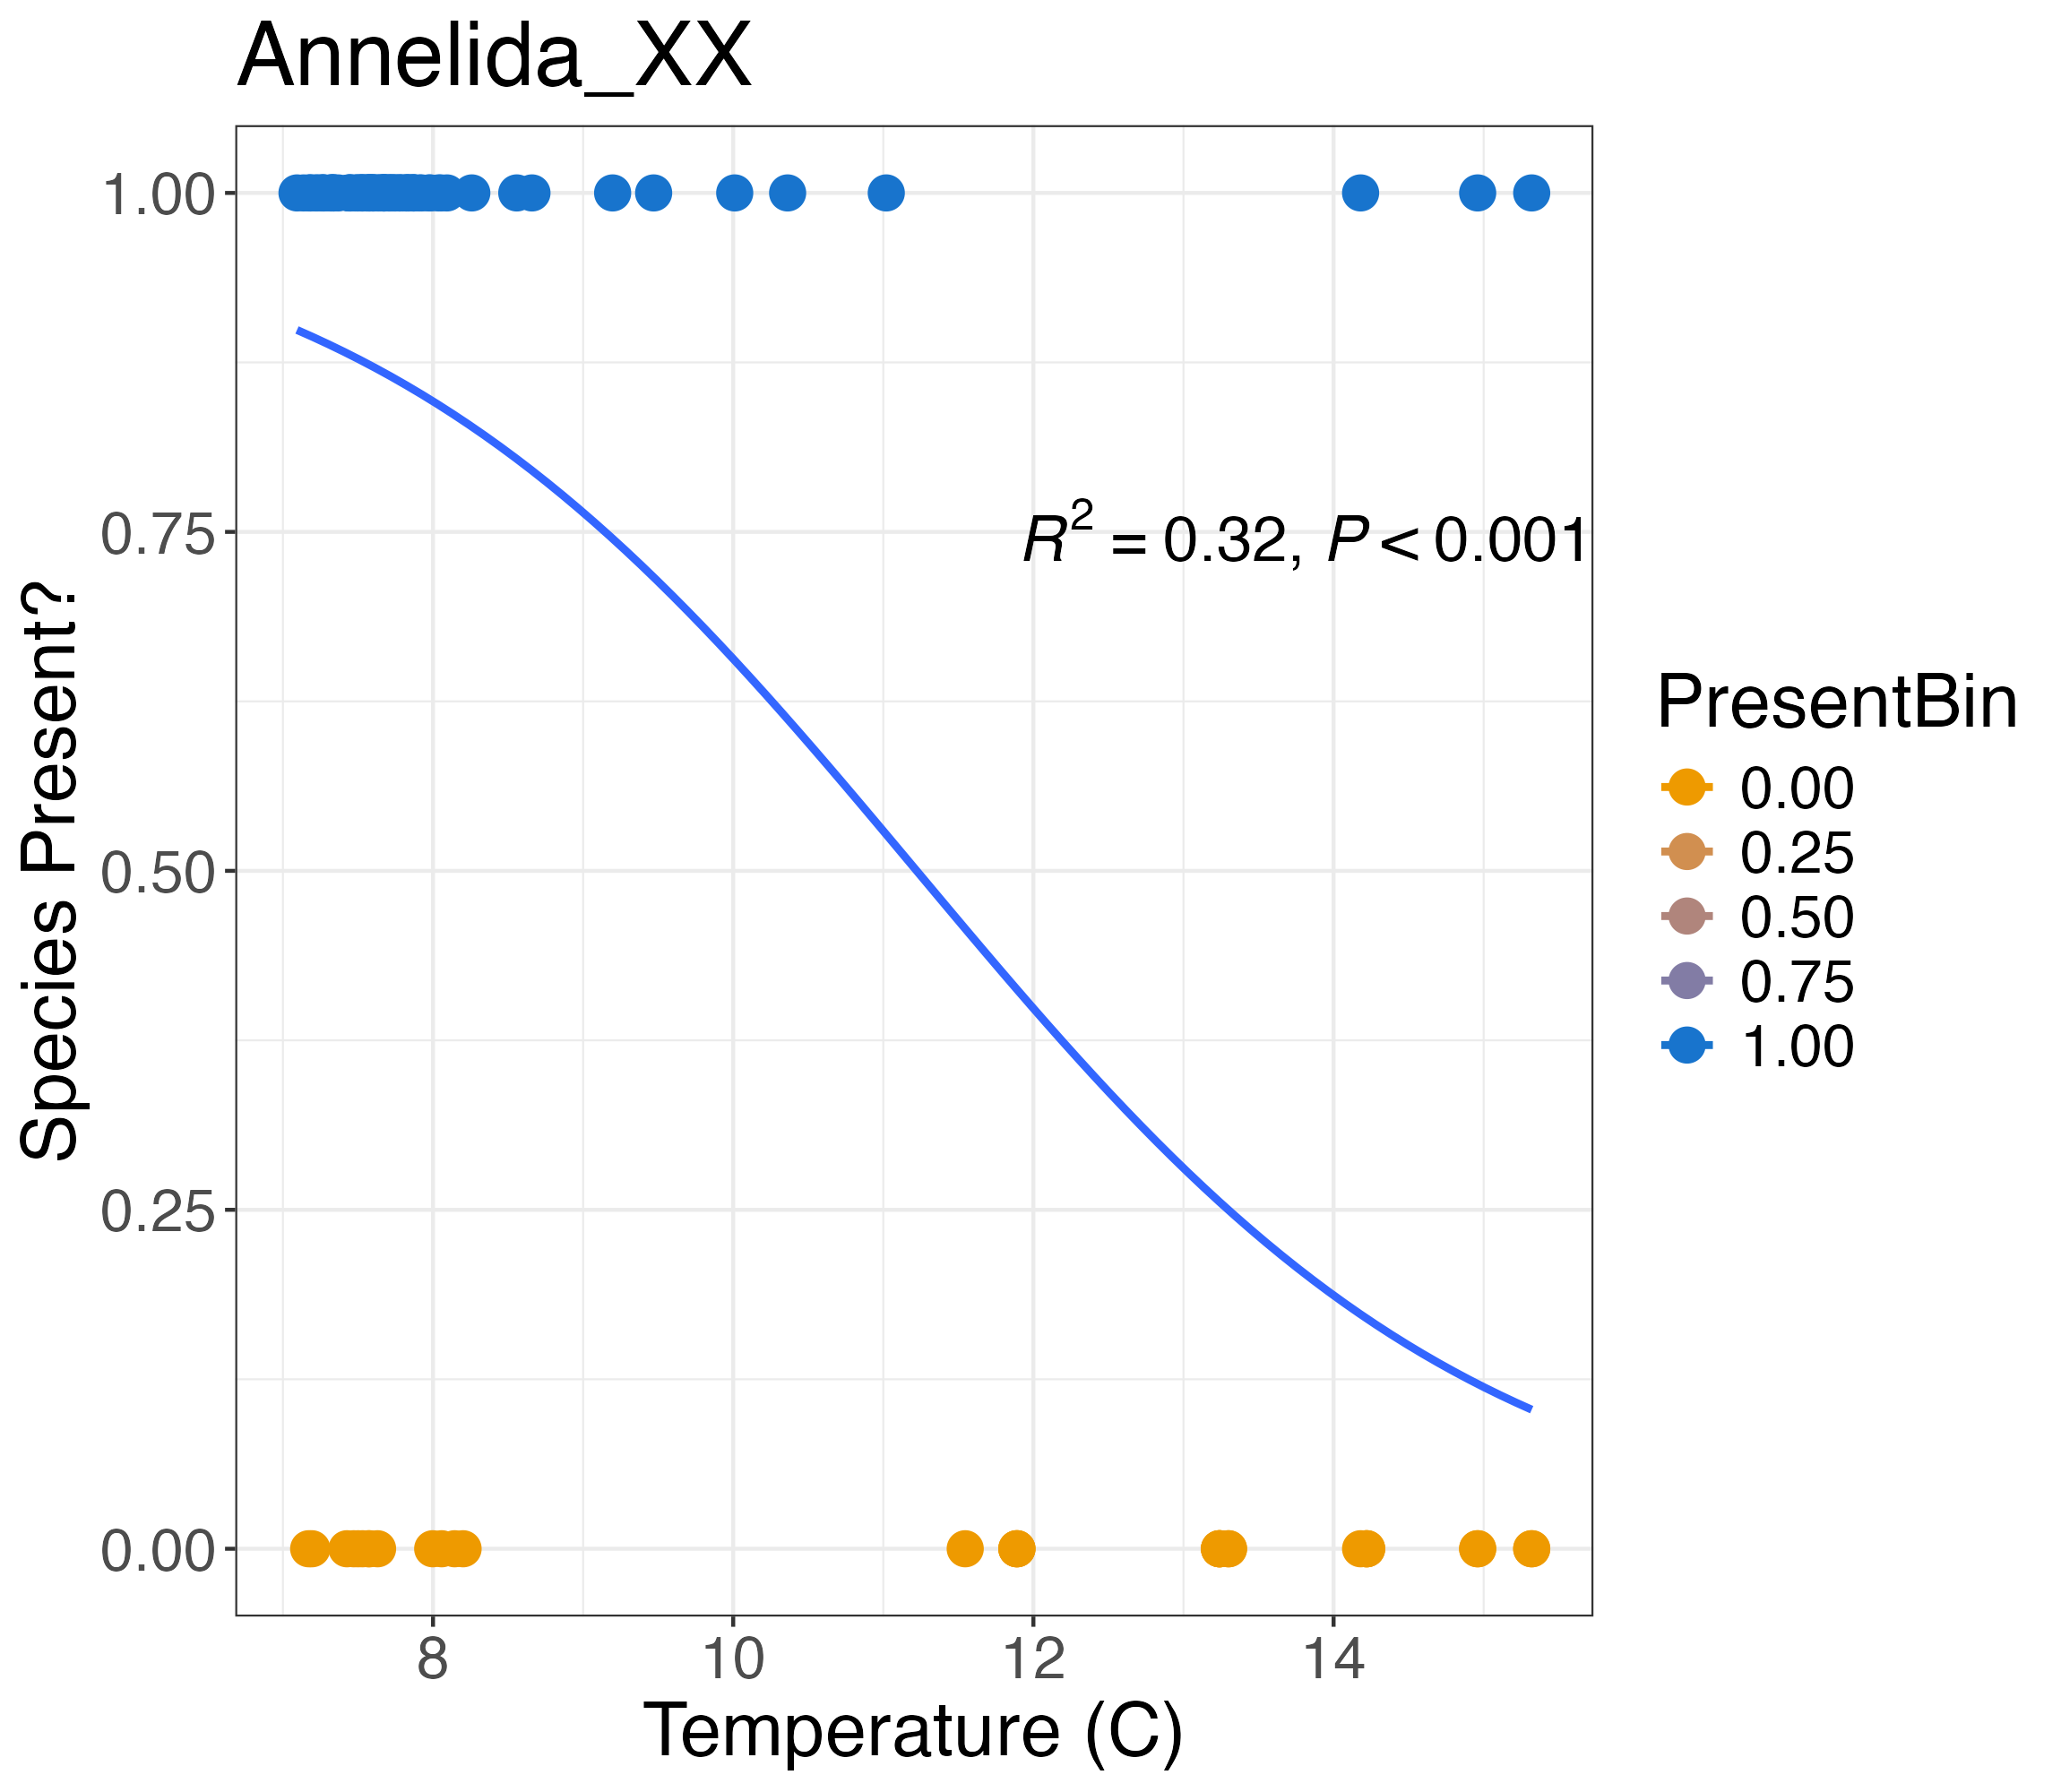 Annelida_XX
1.00
0.75
0.50
0.25
0.00
Species Present?
R2 = 0.32, P < 0.001
8 10 12 14
Temperature (C)
PresentBin
0.00
0.25
0.50
0.75
1.00